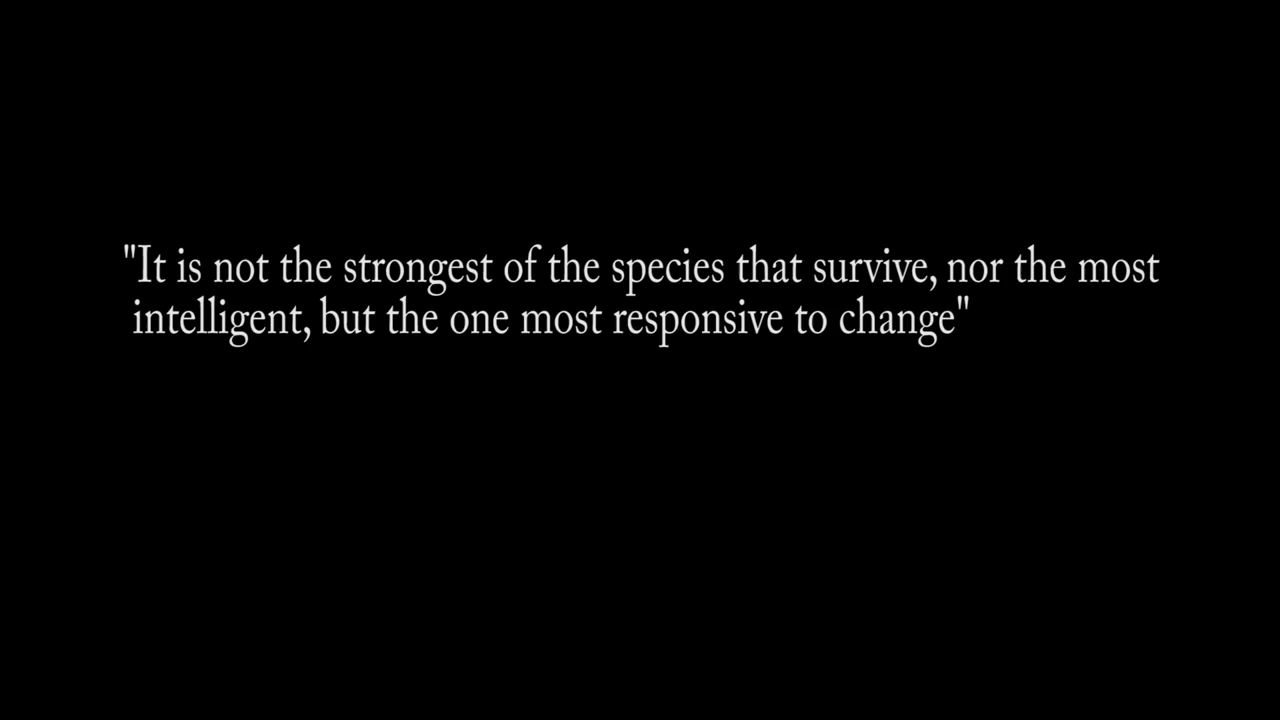 "It is not the strongest of the species that survive, nor the most
intelligent, but the one most responsive to change"